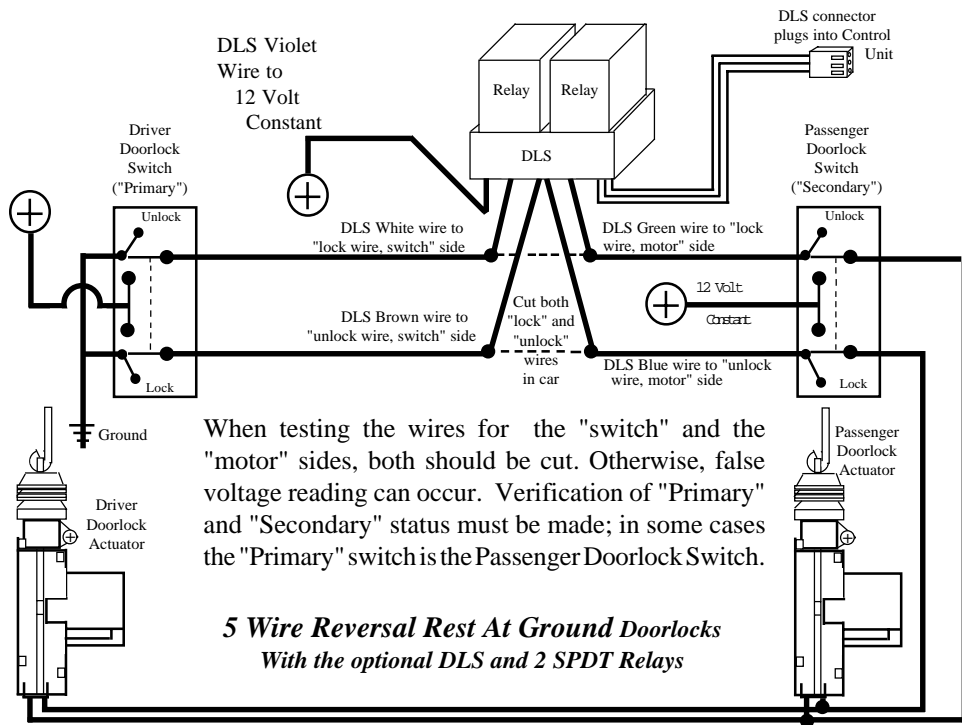 DLS connector
plugs into Control
Unit
DLS Violet
Wire to
12 Volt
Constant
Relay
Relay
DLS
Driver
Doorlock
Switch
("Primary")
Passenger
Doorlock
Switch
("Secondary")
Unlock
Unlock
DLS White wire to
"lock wire, switch" side
DLS Green wire to "lock
wire, motor" side
12 Volt
Constant
Cut both
"lock" and
"unlock"
wires
in car
DLS Brown wire to
"unlock wire, switch" side
DLS Blue wire to "unlock
wire, motor" side
Lock
Lock
Ground
Driver
Doorlock
Actuator
Passenger
Doorlock
Actuator
When testing the wires for the "switch" and the
"motor" sides, both should be cut. Otherwise, false
voltage reading can occur. Verification of "Primary"
and "Secondary" status must be made; in some cases
the "Primary" switch is the Passenger Doorlock Switch.
5 Wire Reversal Rest At Ground Doorlocks
With the optional DLS and 2 SPDT Relays